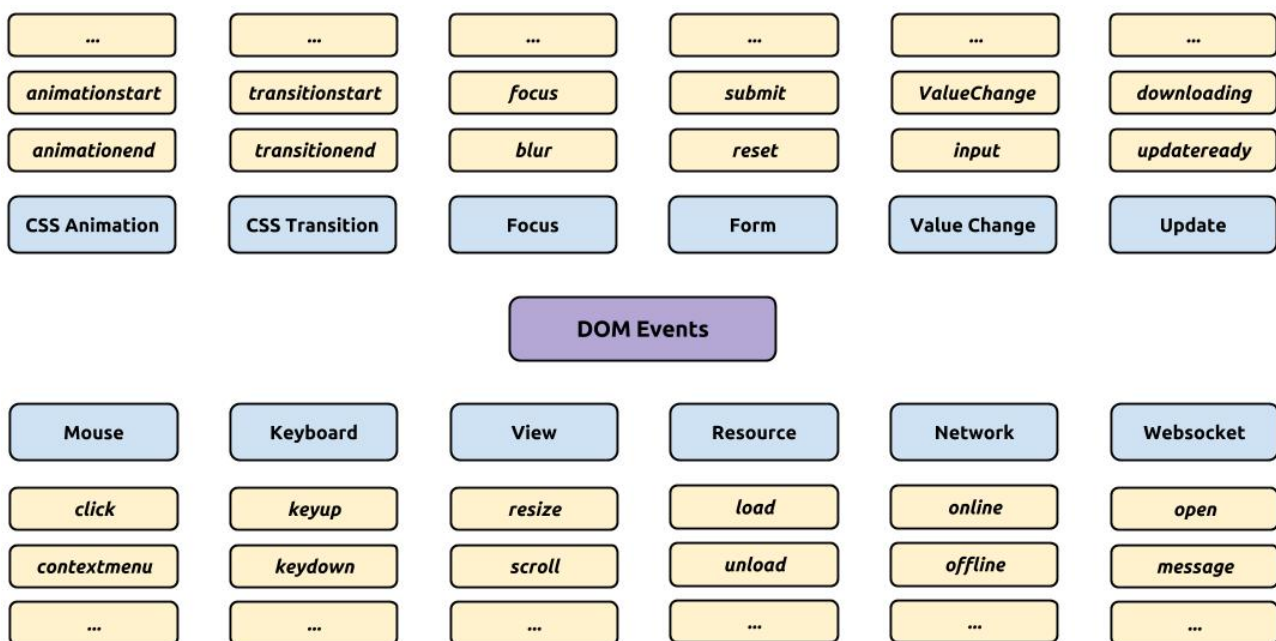 ... ... ... ... ... ...
animationstart transitionstart focus submit ValueChange downloading
animationend transitionend blur reset input updateready
CSS Animation CSS Transition Focus Form Value Change Update
DOM Events
Mouse Keyboard View Resource Network Websocket
click keyup resize load online open
contextmenu keydown scroll unload offline message
... ... ... ... ... ...